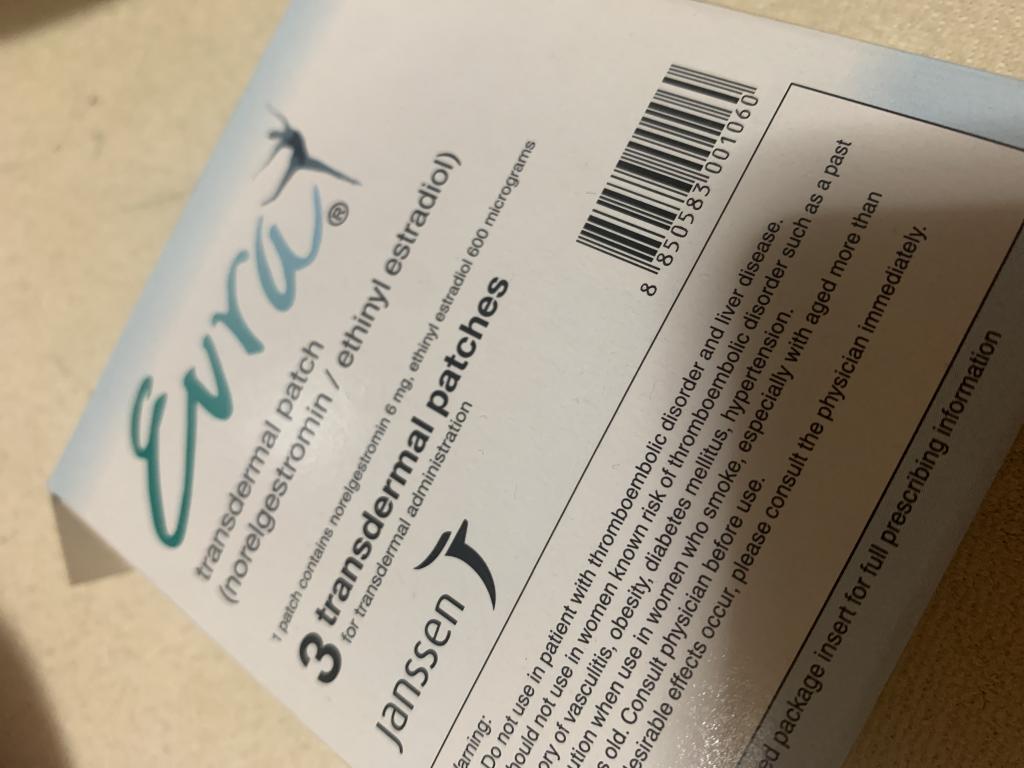 Evra®
transdermal patch
(norelgestromin / ethinyl estradiol)
1 patch contains norelgestromin 6 mg, ethinyl estradiol 600 micrograms
3 transdermal patches
for transdermal administration
Janssen
8 850583 001060
arning:
Do not use in patient with thromboembolic disorder and liver disease.
hould not use in women known risk of thromboembolic disorder such as a past
ory of vascultitis, obesity, diabetes mellitus, hypertension.
ution when use in women who smoke, especially with aged more than
s old. Consult physician before use.
esirable effects occur, please consult the physician immediately.
ed package insert for full prescribing information